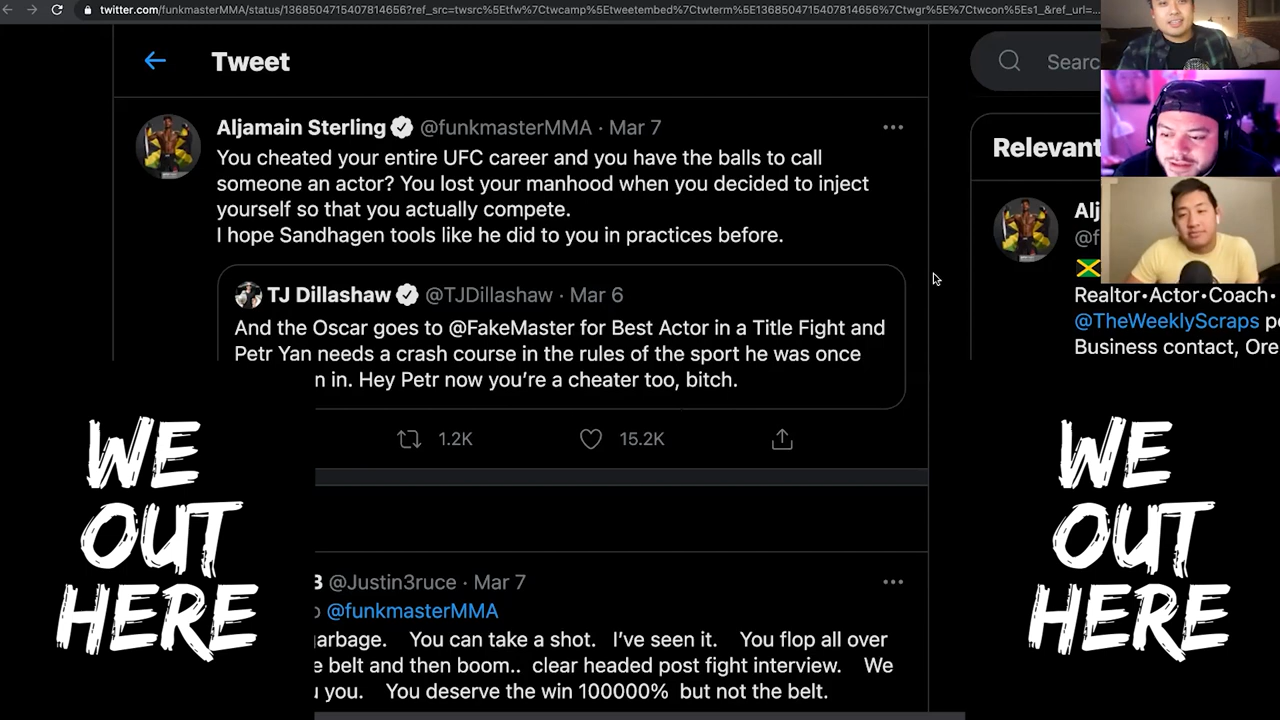 twitter.com/funkmasterMMA/status/1368504715407814656?ref_src=twsrc%5Etfw%7Ctwcamp%5Etweetembed%7Ctwterm%5E1368504715407814656%7Ctwgr%5E%7Ctwcon%5Es1_&ref_url=...
Tweet
Aljamain Sterling @funkmasterMMA · Mar 7
You cheated your entire UFC career and you have the balls to call
someone an actor? You lost your manhood when you decided to inject
yourself so that you actually compete.
I hope Sandhagen tools like he did to you in practices before.
TJ Dillashaw @TJDillashaw · Mar 6
And the Oscar goes to @FakeMaster for Best Actor in a Title Fight and
Petr Yan needs a crash course in the rules of the sport he was once
n in. Hey Petr now you're a cheater too, bitch.
1.2K 15.2K
@Justin3ruce · Mar 7
@funkmasterMMA
arbage. You can take a shot. I've seen it. You flop all over
e belt and then boom.. clear headed post fight interview. We
you. You deserve the win 100000% but not the belt.
Searc
Relevant
Alj
@f
Realtor•Actor•Coach•
@TheWeeklyScraps p
Business contact, Ore
WE
OUT
HERE
WE
OUT
HERE